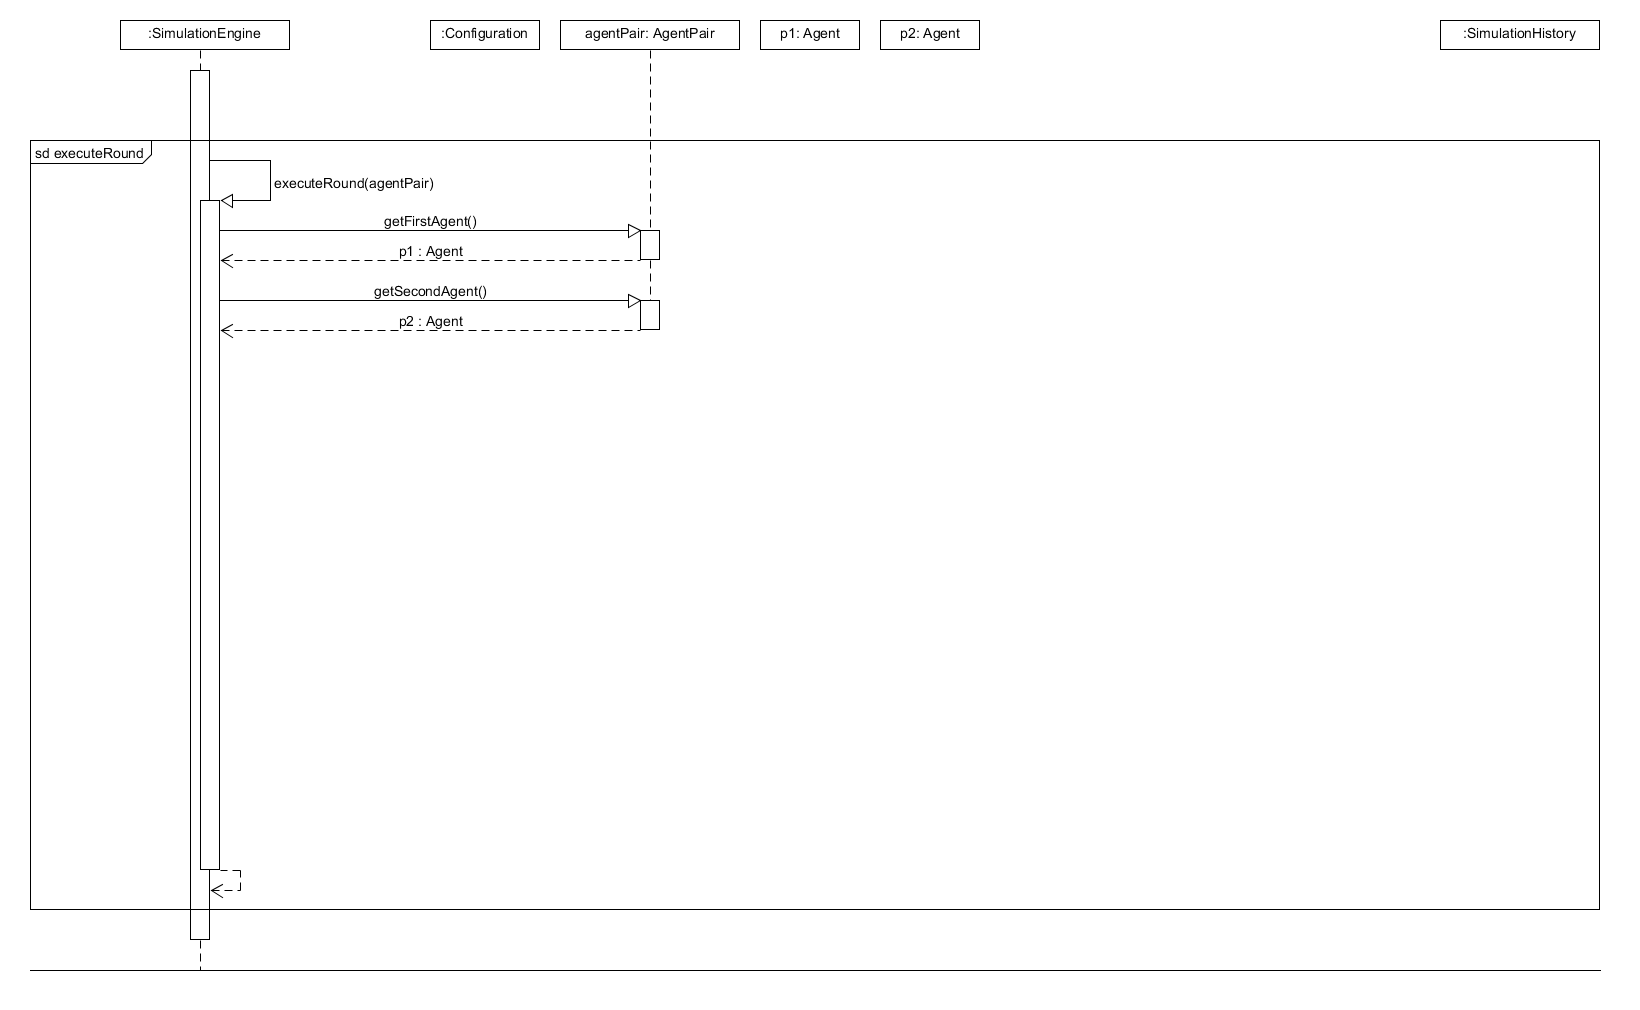 :SimulationEngine
:Configuration
agentPair: AgentPair
p1: Agent
p2: Agent
:SimulationHistory
sd executeRound
executeRound(agentPair)
getFirstAgent()
p1 : Agent
getSecondAgent()
p2 : Agent